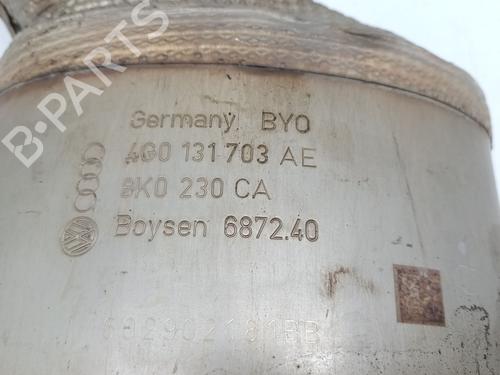 B-PARTS
Germany BYO
4G0 131 703 AE
8K0 230 CA
Boysen 6872.40